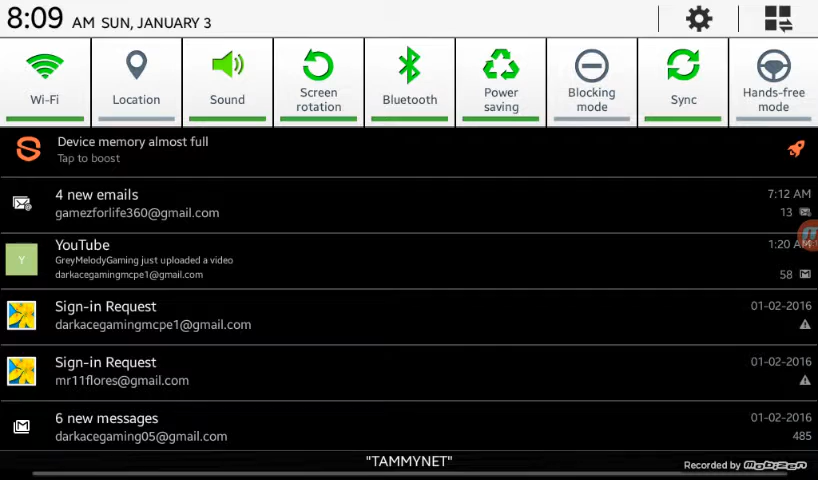 8:09 AM SUN, JANUARY 3
Wi-Fi
Location
Sound
Screen
rotation
Bluetooth
Power
saving
Blocking
mode
Sync
Hands-free
mode
Device memory almost full
Tap to boost
4 new emails
7:12 AM
gamezforlife360@gmail.com
13
YouTube
1:20 AM
GreyMelodyGaming just uploaded a video
Y
darkacegamingmcpe1@gmail.com
58
Sign-in Request
01-02-2016
darkacegamingmcpe1@gmail.com
Sign-in Request
01-02-2016
mr11flores@gmail.com
6 new messages
01-02-2016
darkacegaming05@gmail.com
485
"TAMMYNET"
Recorded by mobizen